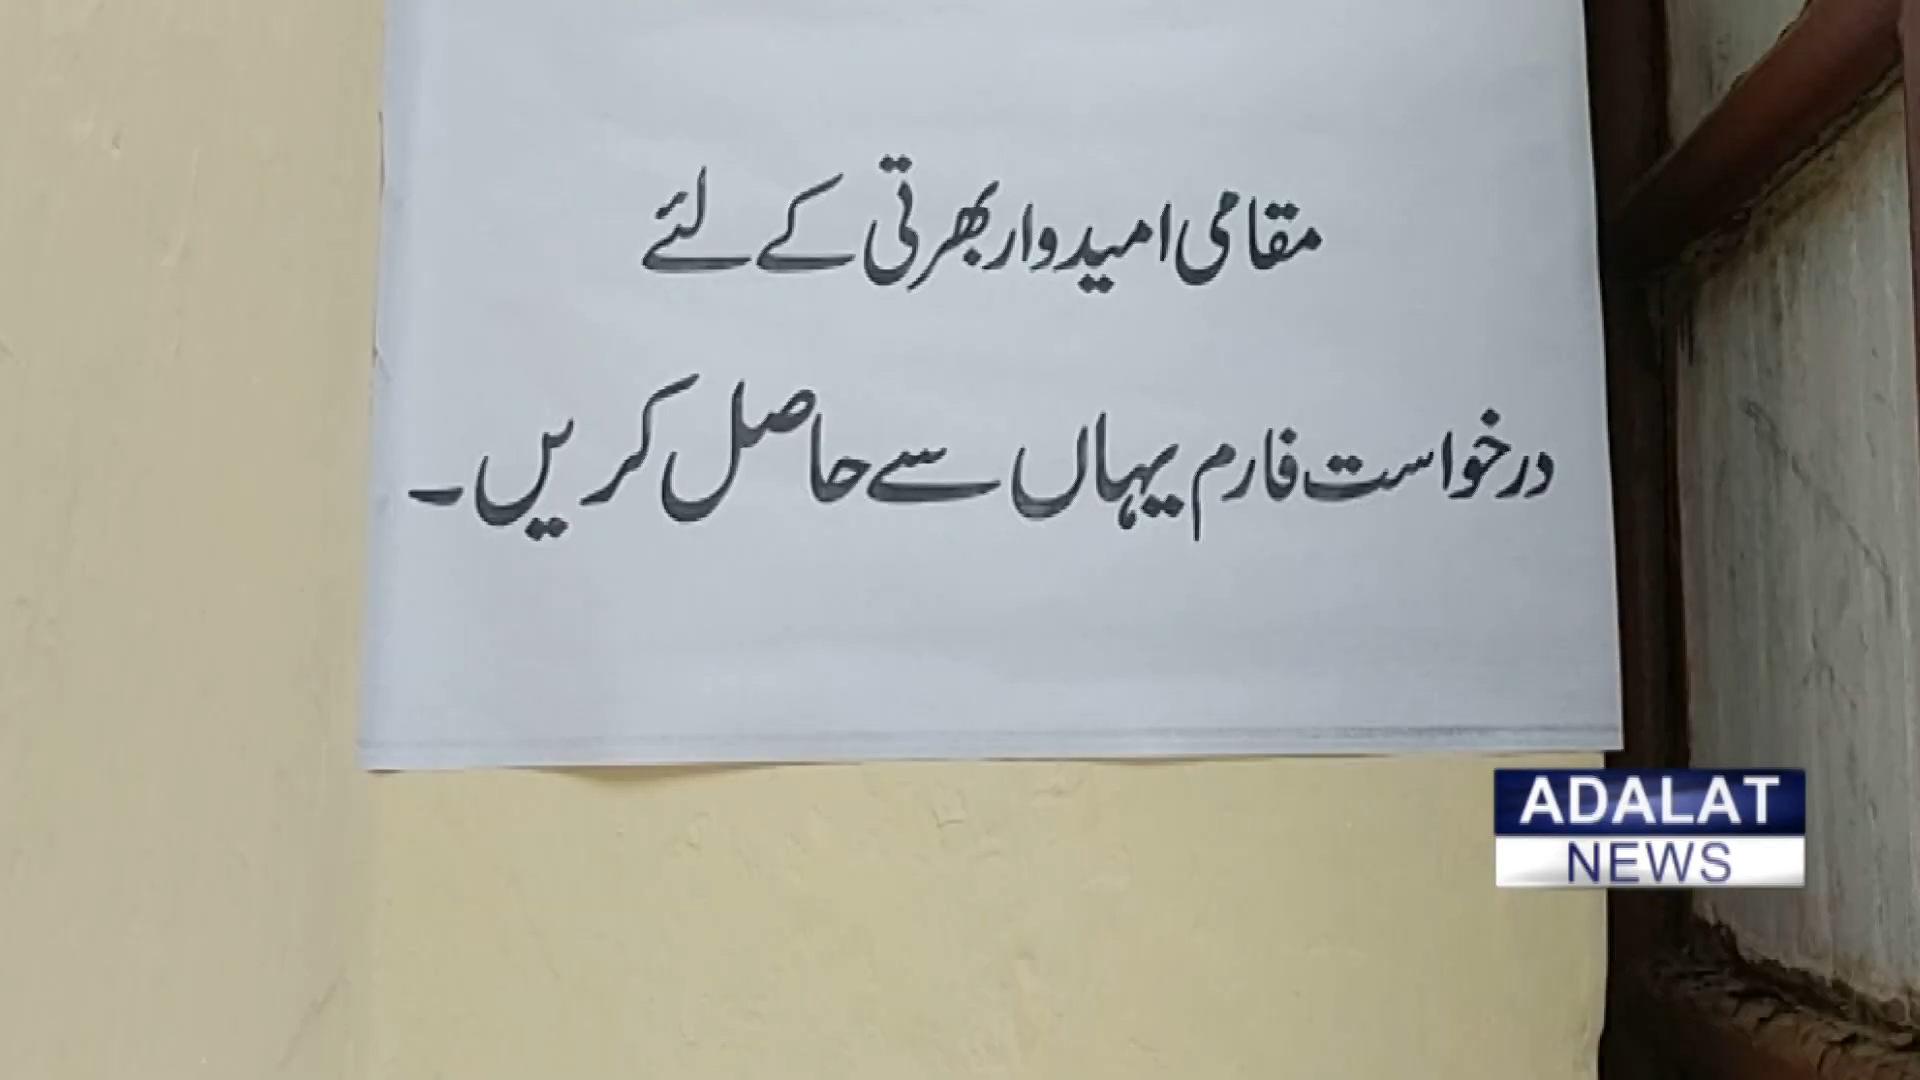 مقامی امیدوار بھرتی کے لئے
درخواست فارم یہاں سے حاصل کریں۔
ADALAT
NEWS